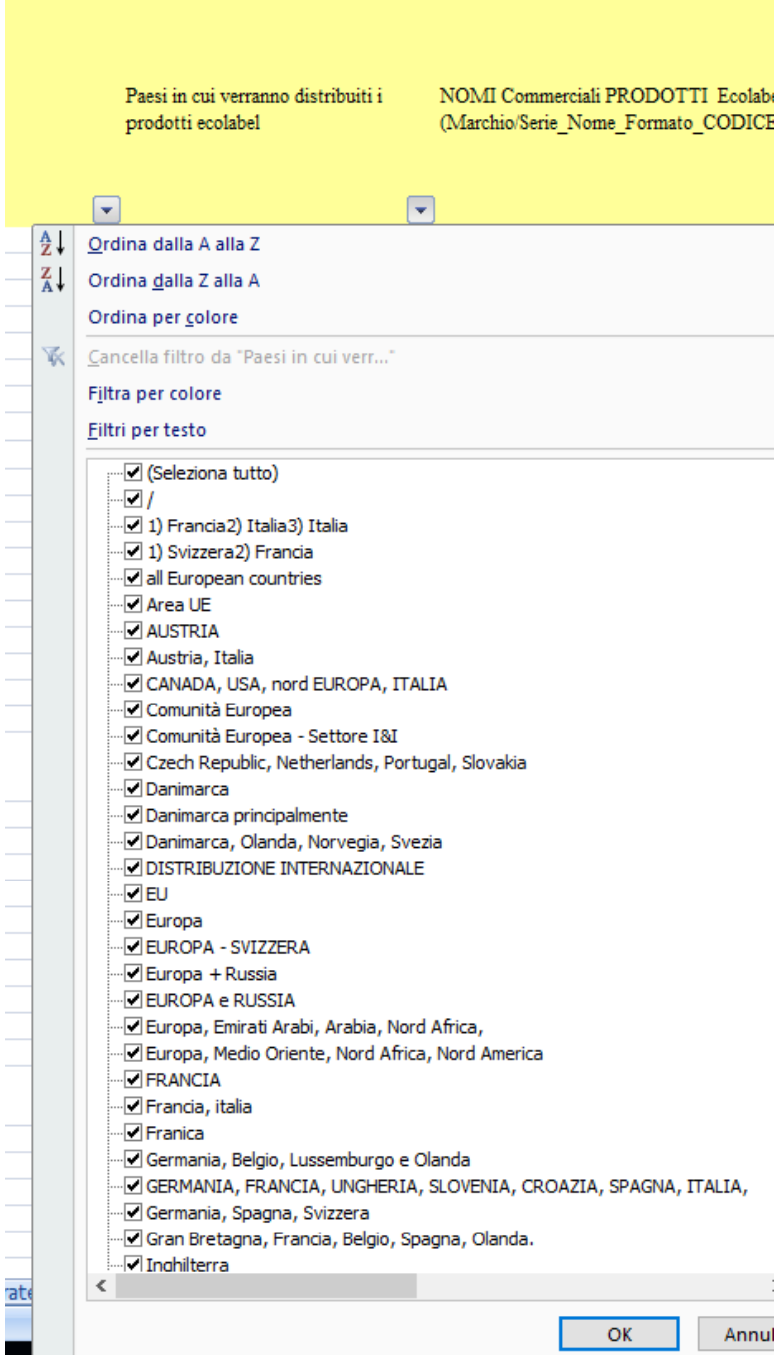 Paesi in cui verranno distribuiti i
prodotti ecolabel
NOMI Commerciali PRODOTTI Ecolabe
(Marchio/Serie_Nome_Formato_CODICE
Ordina dalla A alla Z
Ordina dalla Z alla A
Ordina per colore
Cancella filtro da "Paesi in cui verr..."
Filtra per colore
Filtri per testo
(Seleziona tutto)
/
1) Francia2) Italia3) Italia
1) Svizzera2) Francia
all European countries
Area UE
AUSTRIA
Austria, Italia
CANADA, USA, nord EUROPA, ITALIA
Comunità Europea
Comunità Europea - Settore I&I
Czech Republic, Netherlands, Portugal, Slovakia
Danimarca
Danimarca principalmente
Danimarca, Olanda, Norvegia, Svezia
DISTRIBUZIONE INTERNAZIONALE
EU
Europa
EUROPA - SVIZZERA
Europa + Russia
EUROPA e RUSSIA
Europa, Emirati Arabi, Arabia, Nord Africa,
Europa, Medio Oriente, Nord Africa, Nord America
FRANCIA
Francia, italia
Franica
Germania, Belgio, Lussemburgo e Olanda
GERMANIA, FRANCIA, UNGHERIA, SLOVENIA, CROAZIA, SPAGNA, ITALIA,
Germania, Spagna, Svizzera
Gran Bretagna, Francia, Belgio, Spagna, Olanda.
Inghilterra
rate
OK
Annul